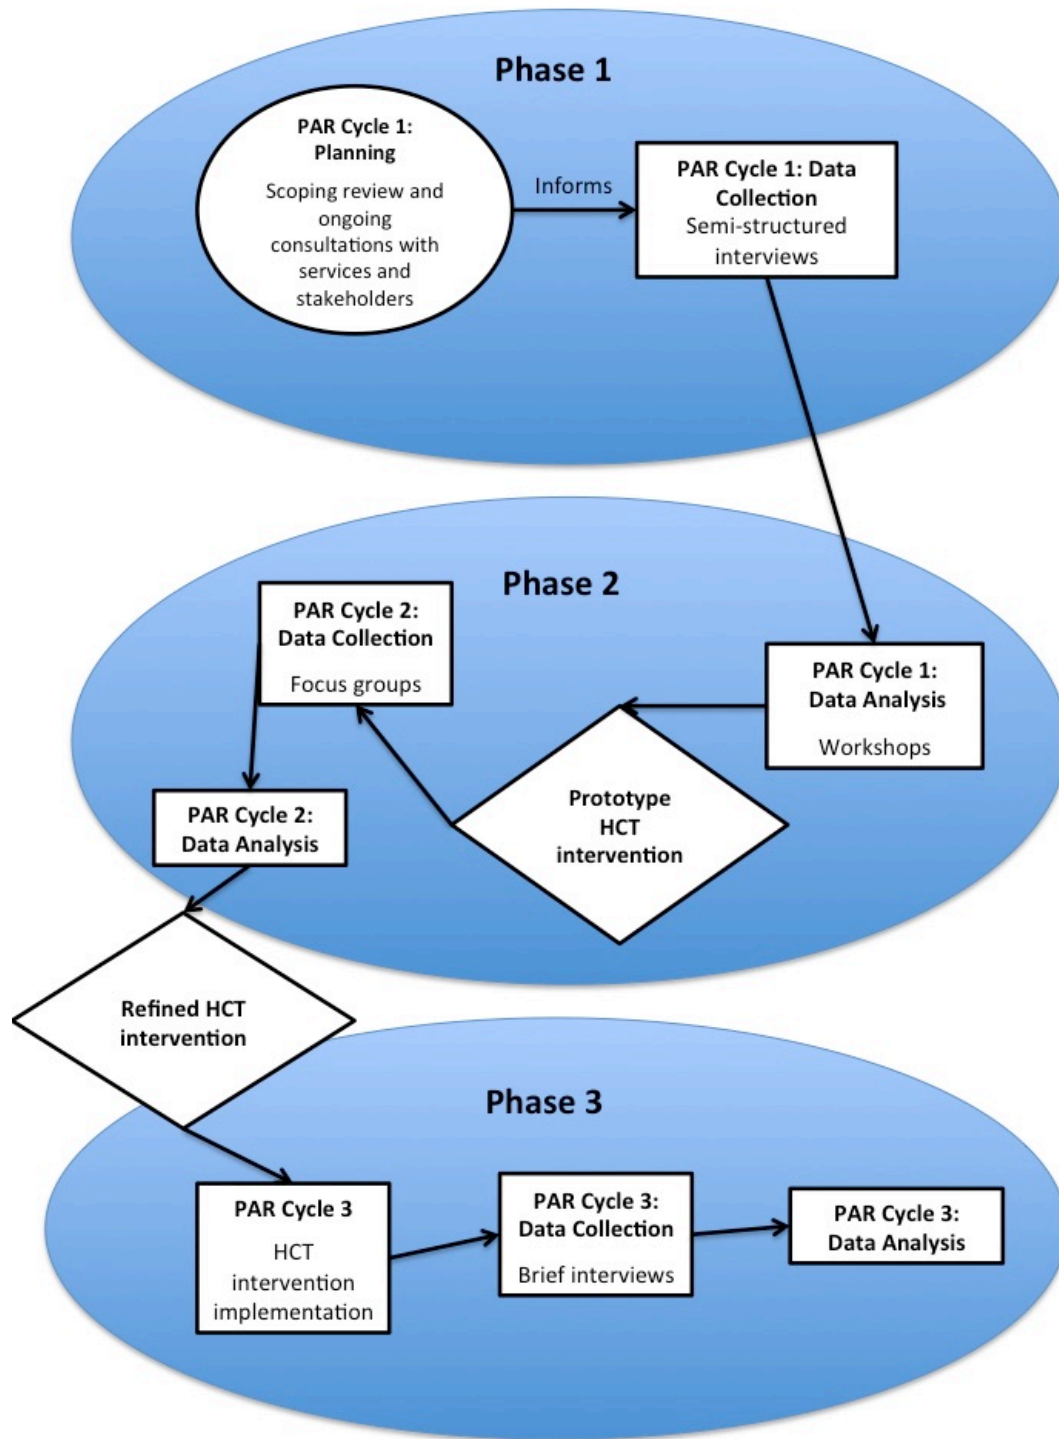 Phase 1
PAR Cycle 1:
Planning
Scoping review and
ongoing
consultations with
services and
stakeholders
Informs
PAR Cycle 1: Data
Collection
Semi-structured
interviews
Phase 2
PAR Cycle 2:
Data Collection
Focus groups
PAR Cycle 1:
Data Analysis
Workshops
Prototype
HCT
intervention
PAR Cycle 2:
Data Analysis
Refined HCT
intervention
Phase 3
PAR Cycle 3
HCT
intervention
implementation
PAR Cycle 3:
Data Collection
Brief interviews
PAR Cycle 3:
Data Analysis